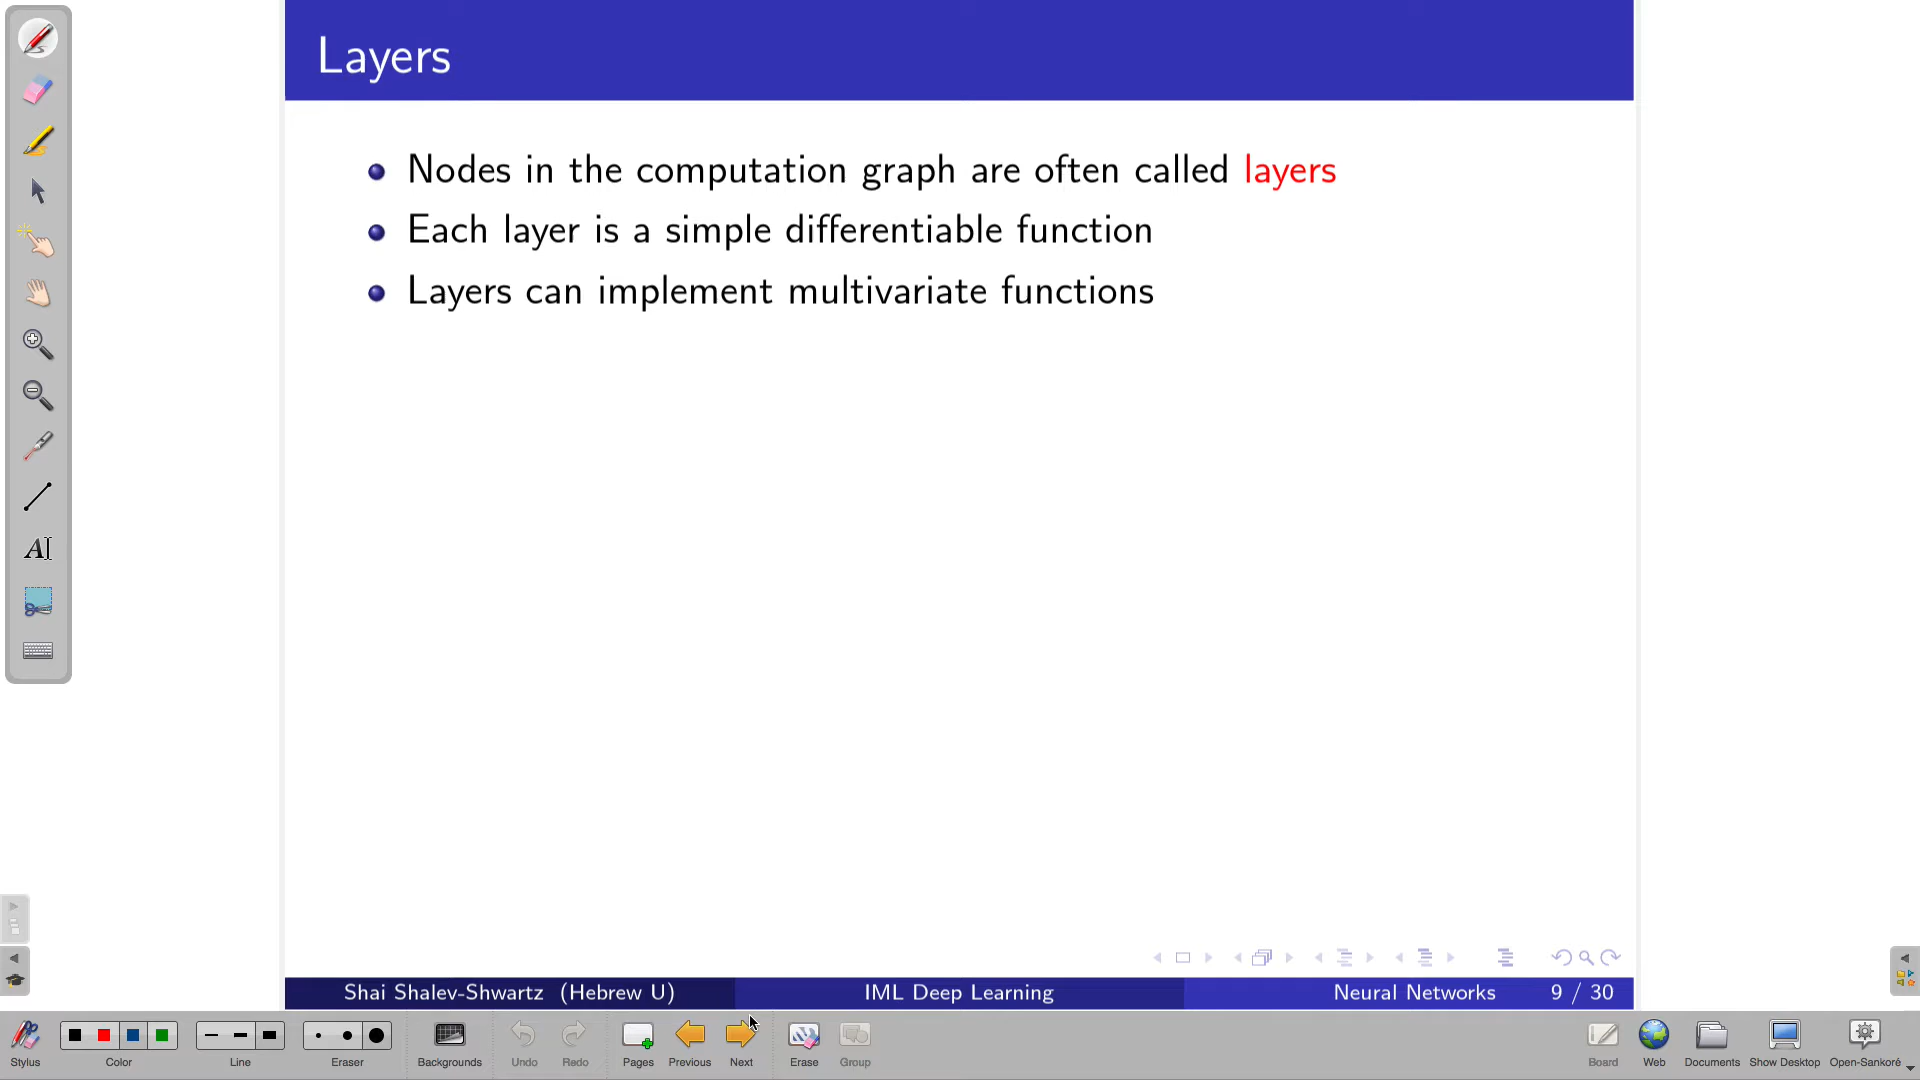 Layers
Nodes in the computation graph are often called layers
Each layer is a simple differentiable function
Layers can implement multivariate functions
Shai Shalev-Shwartz (Hebrew U)
IML Deep Learning
Neural Networks
9 / 30
Stylus
Color
Line
Eraser
Backgrounds
Undo
Redo
Pages
Previous
Next
Erase
Group
Board
Web
Documents
Show Desktop
Open-Sankoré